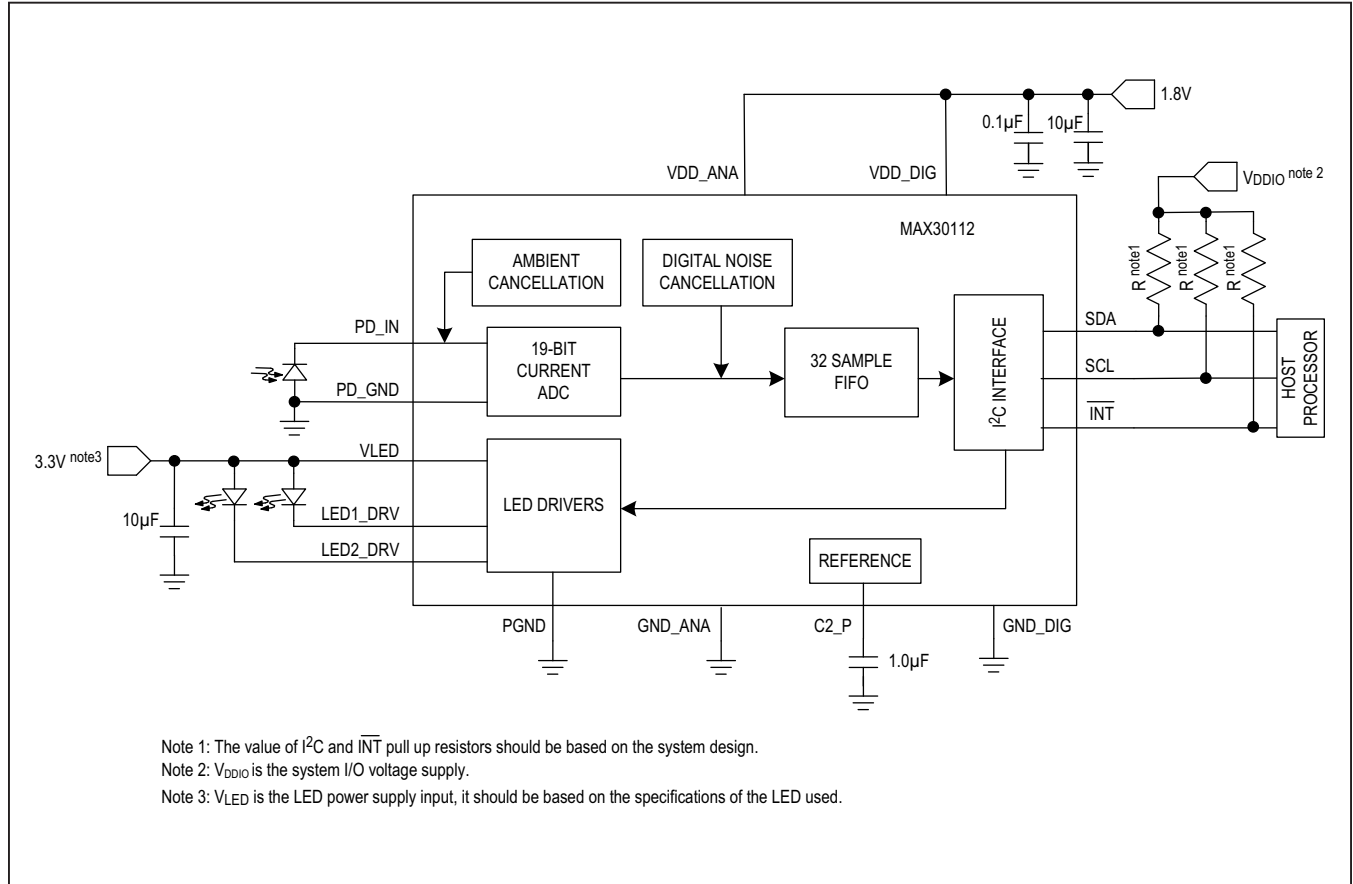 1.8V
0.1µF
10µF
VDD_ANA
VDD_DIG
VDDIO note 2
MAX30112
R note1
R note1
R note1
AMBIENT
CANCELLATION
DIGITAL NOISE
CANCELLATION
PD_IN
19-BIT
CURRENT
ADC
32 SAMPLE
FIFO
I²C INTERFACE
SDA
SCL
INT
HOST
PROCESSOR
PD_GND
3.3V note3
VLED
10µF
LED DRIVERS
LED1_DRV
LED2_DRV
REFERENCE
PGND
GND_ANA
C2_P
GND_DIG
1.0µF
Note 1: The value of I²C and INT pull up resistors should be based on the system design.
Note 2: VDDIO is the system I/O voltage supply.
Note 3: VLED is the LED power supply input, it should be based on the specifications of the LED used.